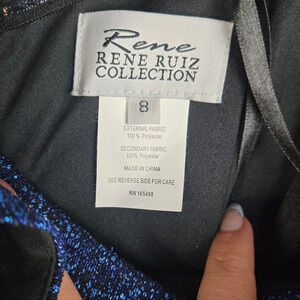 Rene
RENE RUIZ
COLLECTION
8
EXTERNAL FABRIC
100 % Polyester
SECONDARY FABRIC
100% Polyester
MADE IN CHINA
SEE REVERSE SIDE FOR CARE
RN 165498